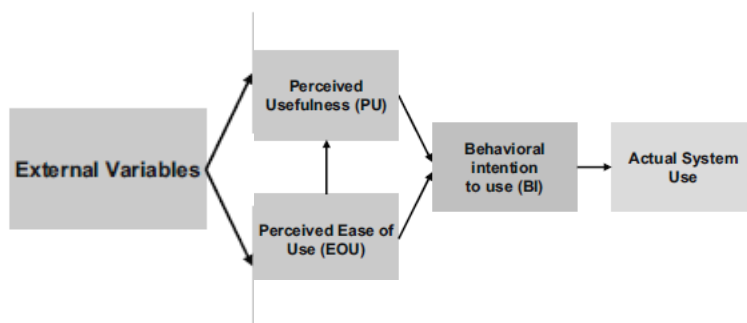 External Variables
Perceived
Usefulness (PU)
Perceived Ease of
Use (EOU)
Behavioral
intention
to use (BI)
Actual System
Use